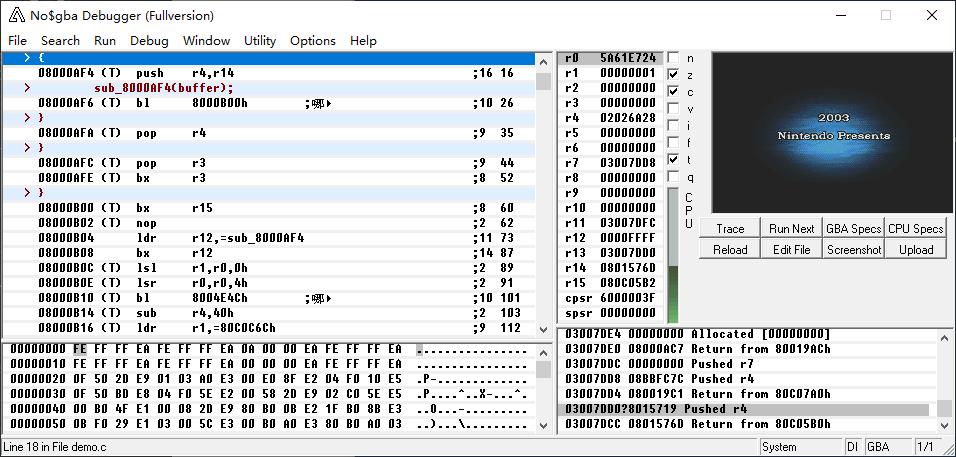 No$gba Debugger (Fullversion)
File Search Run Debug Window Utility Options Help
> {
08000AF4 (T) push r4,r14 ;16 16
> sub_8000AF4(buffer);
08000AF6 (T) bl 8000B00h ;哪▶ ;10 26
> }
08000AFA (T) pop r4 ;9 35
> }
08000AFC (T) pop r3 ;9 44
08000AFE (T) bx r3 ;8 52
> }
08000B00 (T) bx r15 ;8 60
08000B02 (T) nop ;2 62
08000B04 ldr r12,=sub_8000AF4 ;11 73
08000B08 bx r12 ;14 87
08000B0C (T) lsl r1,r0,0h ;2 89
08000B0E (T) lsr r0,r0,4h ;2 91
08000B10 (T) bl 8004E4Ch ;哪▶ ;10 101
08000B14 (T) sub r4,40h ;2 103
08000B16 (T) ldr r1,=80C0C6Ch ;9 112
r0 5A61E724 n
r1 00000001 z
r2 00000000 c
r3 00000000 v
r4 02026A28 i
r5 00000000 f
r6 00000000 t
r7 03007DD8 q
r8 00000000
r9 00000000
r10 00000000
r11 03007DFC
r12 0000FFFF
r13 03007DD0
r14 0801576D
r15 080C05B2
cpsr 6000003F
spsr 00000000
CPU
2003
Nintendo Presents
Trace Run Next GBA Specs CPU Specs
Reload Edit File Screenshot Upload
00000000 FE FF FF EA FE FF FF EA 0A 00 00 EA FE FF FF EA ................
00000010 FE FF FF EA FE FF FF EA 00 00 00 EA FE FF FF EA ................
00000020 0F 50 2D E9 01 03 A0 E3 00 E0 8F E2 04 F0 10 E5 .P-.............
00000030 0F 50 BD E8 04 F0 5E E2 00 58 2D E9 02 C0 5E E5 .P....^..X-...^.
00000040 00 B0 4F E1 00 08 2D E9 80 B0 0B E2 1F B0 8B E3 ..O...-.........
00000050 0B F0 29 E1 03 00 5C E3 00 B0 A0 E3 80 B0 A0 03 ..)...\.........
03007DE4 00000000 Allocated [00000000]
03007DE0 08000AC7 Return from 80019ACh
03007DDC 00000000 Pushed r7
03007DD8 08BBFC7C Pushed r4
03007DD4 080019C1 Return from 80C07A0h
03007DD0?8015719 Pushed r4
03007DCC 0801576D Return from 80C05B0h
Line 18 in File demo.c System DI GBA 1/1